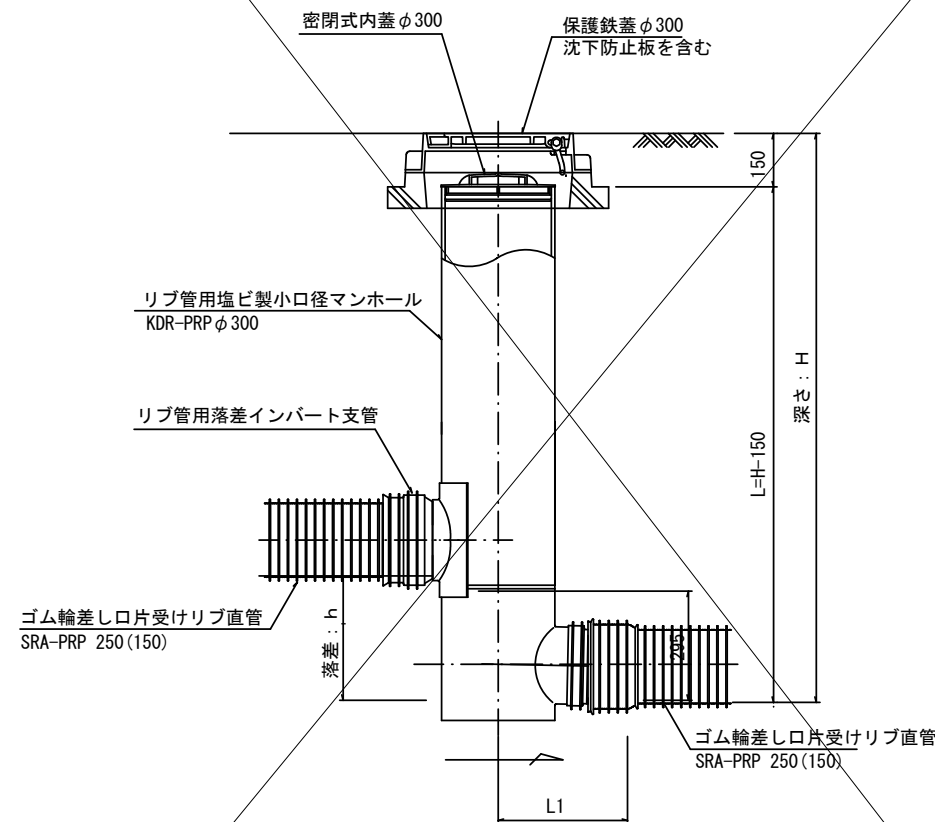 密閉式内蓋φ300
保護鉄蓋φ300
沈下防止板を含む
150
リブ管用塩ビ製小口径マンホール
KDR-PRPφ300
深さ：H
リブ管用落差インバート支管
L=H-150
ゴム輪差し口片受けリブ直管
SRA-PRP 250(150)
落差：h
295
ゴム輪差し口片受けリブ直管
SRA-PRP 250(150)
L1